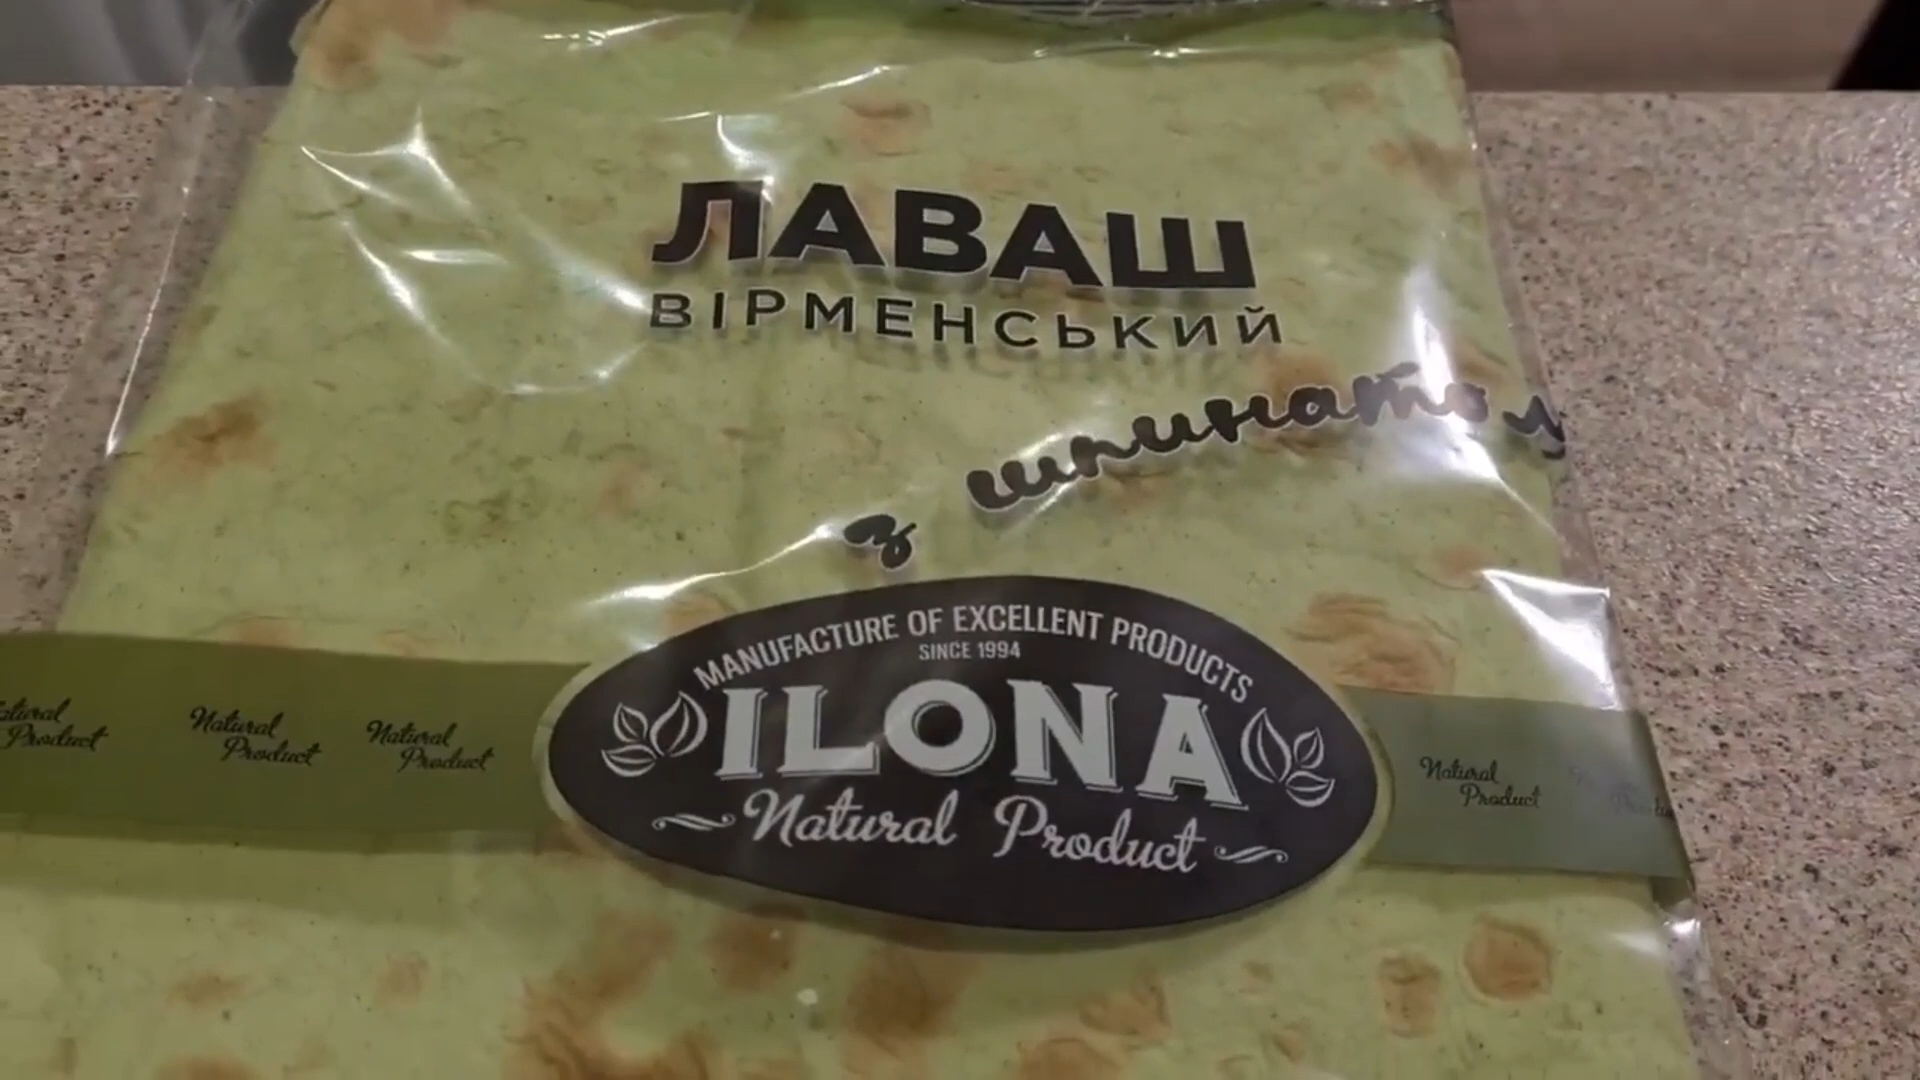 ЛАВАШ
ВІРМЕНСЬКИЙ
з шпинатом
MANUFACTURE OF EXCELLENT PRODUCTS
SINCE 1994
ILONA
Natural Product
Natural
Product
Natural
Product
Natural
Product
Natural
Product